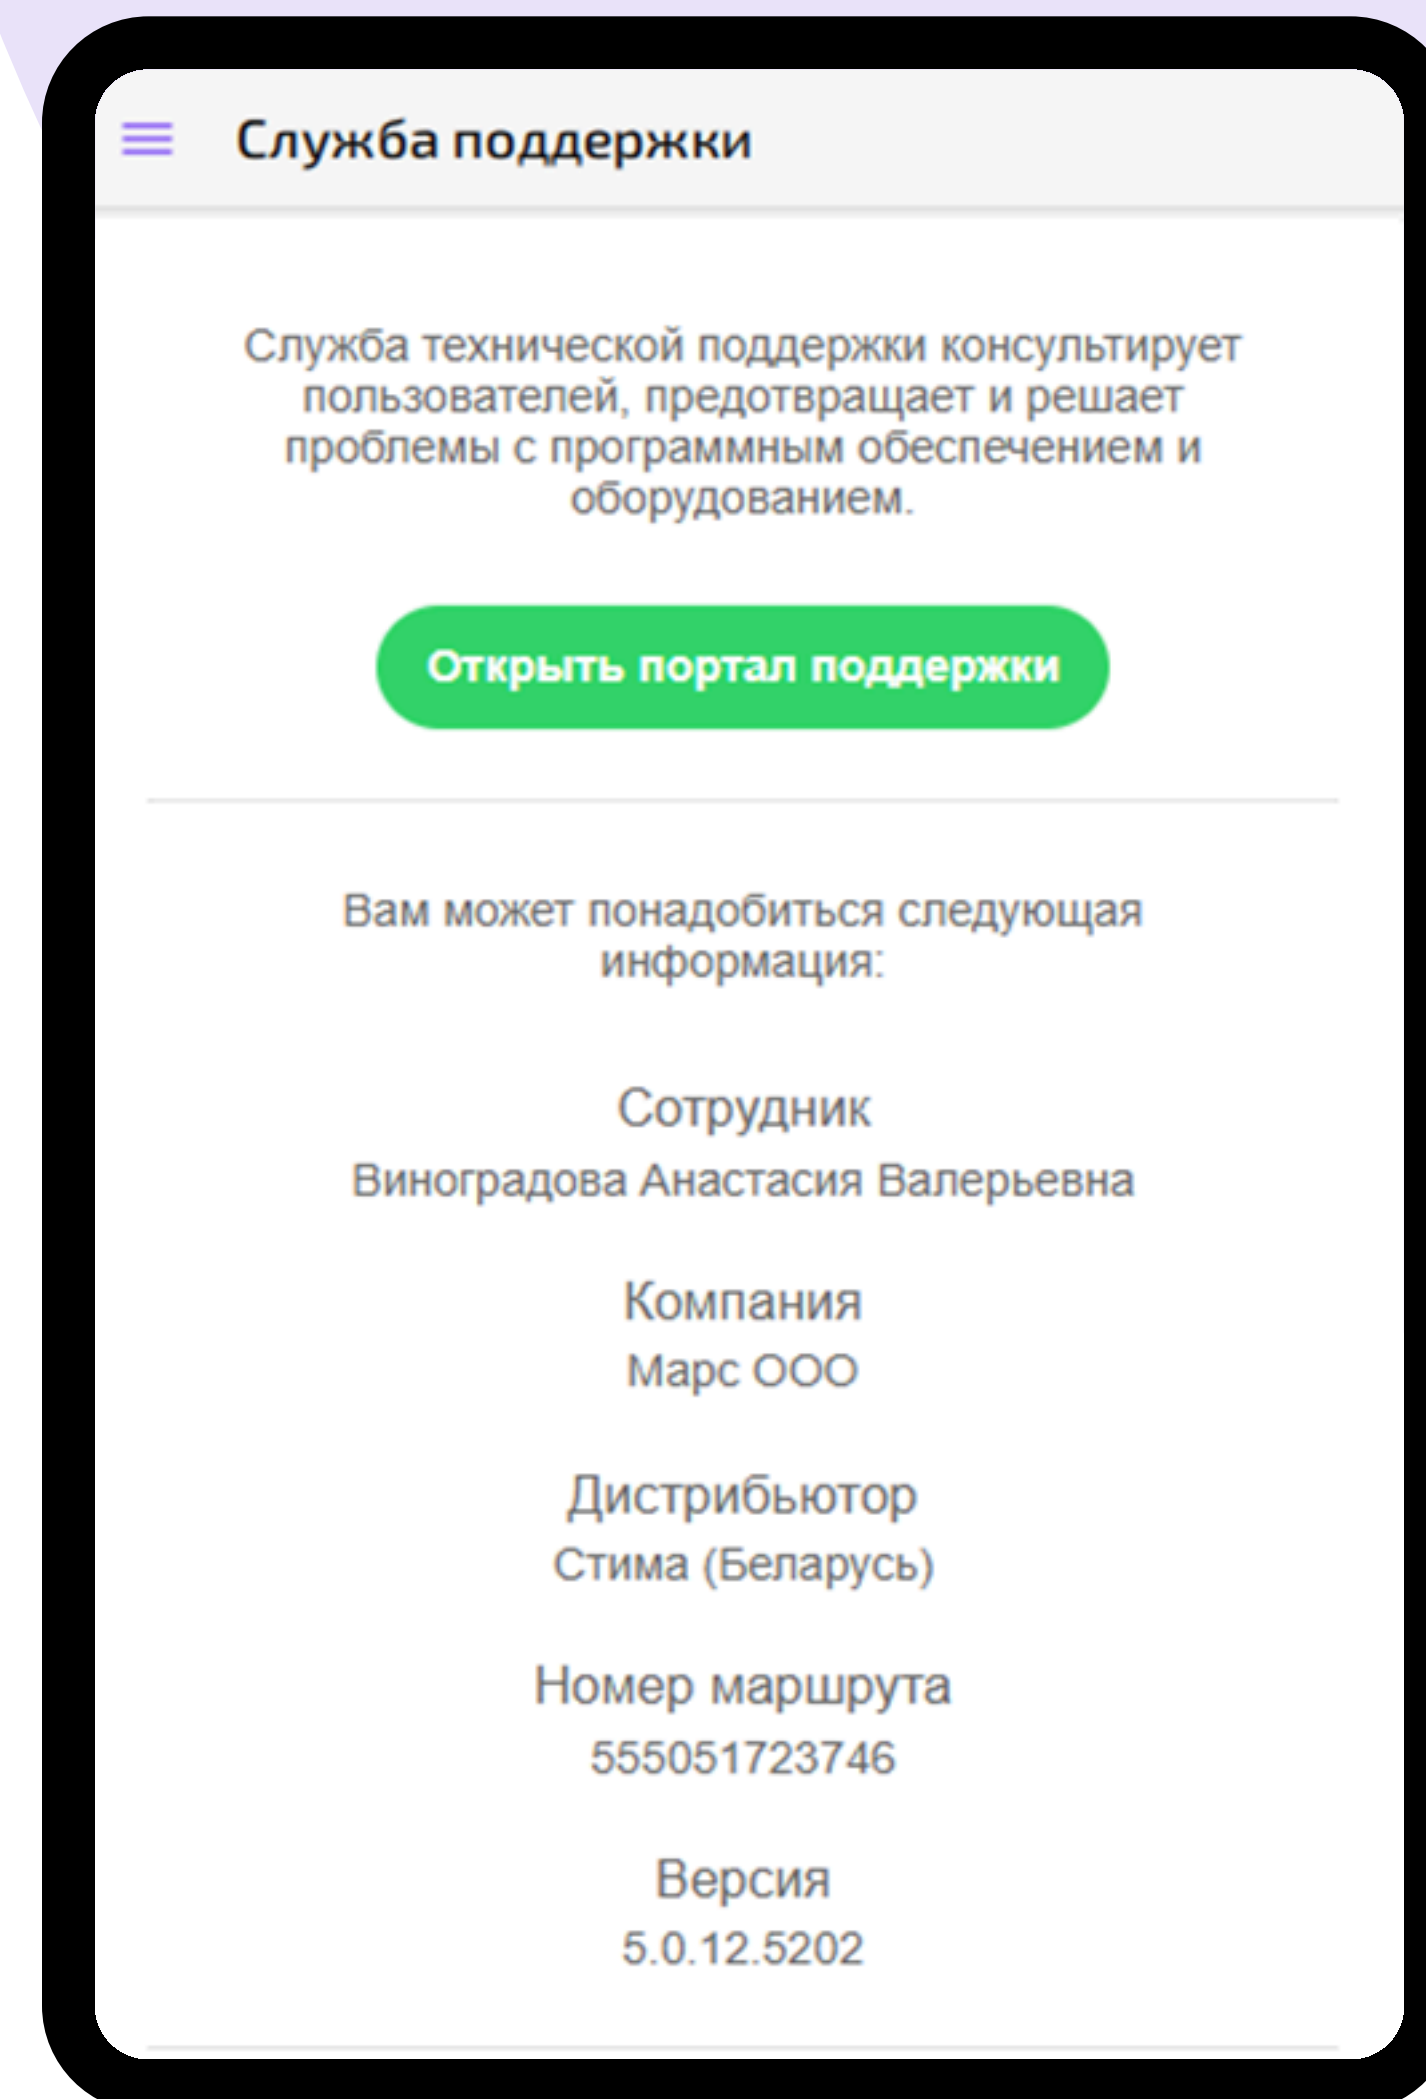 Служба поддержки
Служба технической поддержки консультирует
пользователей, предотвращает и решает
проблемы с программным обеспечением и
оборудованием.
Открыть портал поддержки
Вам может понадобиться следующая
информация:
Сотрудник
Виноградова Анастасия Валерьевна
Компания
Марс ООО
Дистрибьютор
Стима (Беларусь)
Номер маршрута
555051723746
Версия
5.0.12.5202